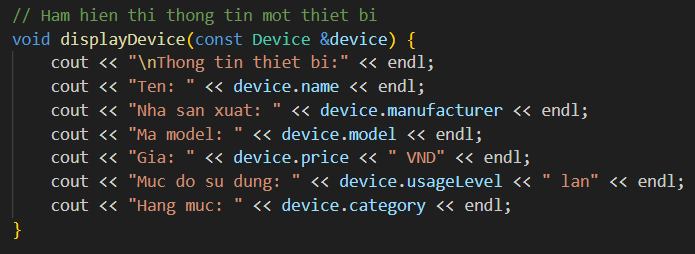 // Ham hien thi thong tin mot thiet bi
void displayDevice(const Device &device) {
    cout << "\nThong tin thiet bi:" << endl;
    cout << "Ten: " << device.name << endl;
    cout << "Nha san xuat: " << device.manufacturer << endl;
    cout << "Ma model: " << device.model << endl;
    cout << "Gia: " << device.price << " VND" << endl;
    cout << "Muc do su dung: " << device.usageLevel << " lan" << endl;
    cout << "Hang muc: " << device.category << endl;
}